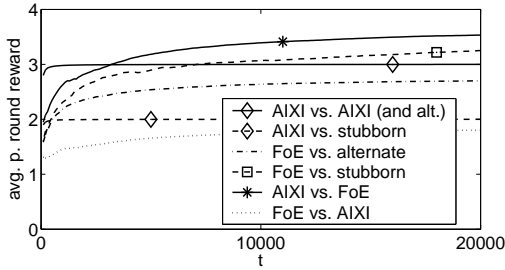 avg. p. round reward
4
3
2
1
0
0
10000
20000
t
AIXI vs. AIXI (and alt.)
AIXI vs. stubborn
FoE vs. alternate
FoE vs. stubborn
AIXI vs. FoE
FoE vs. AIXI